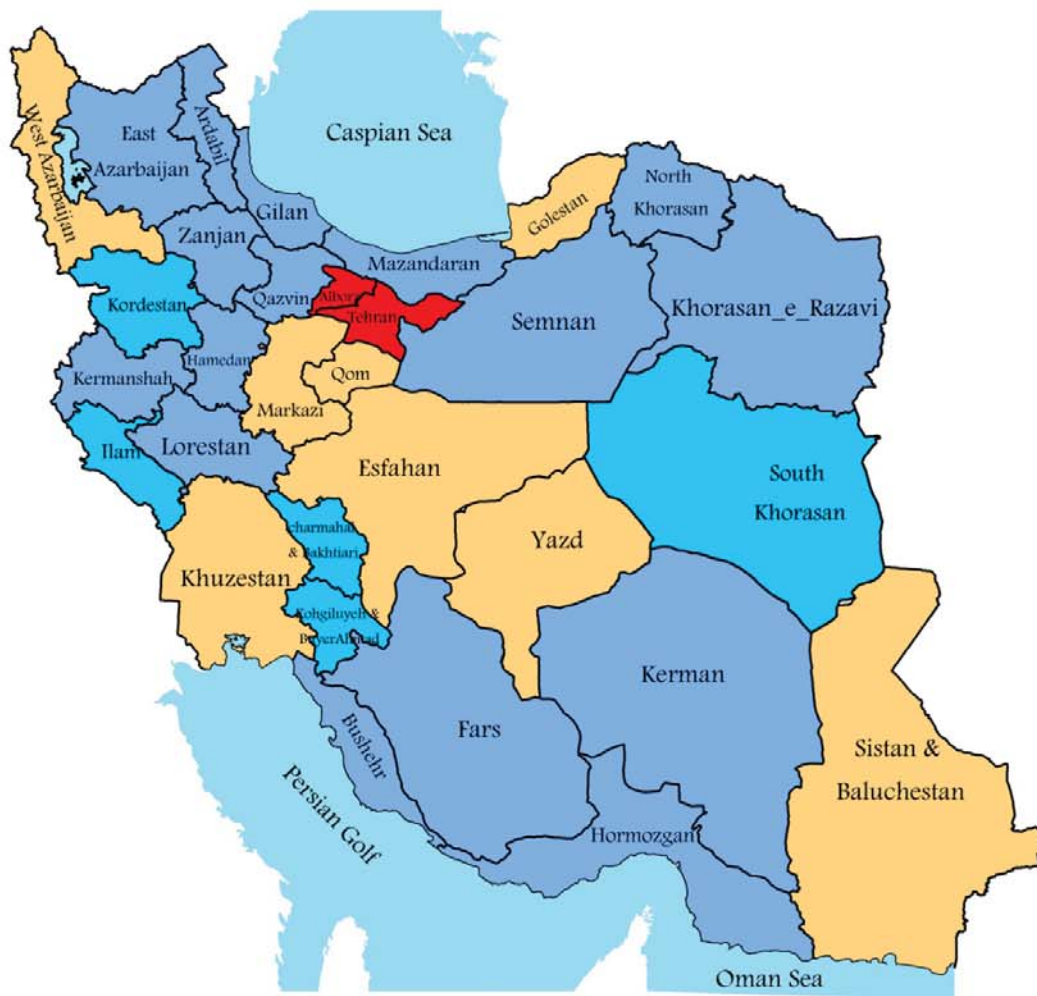 Caspian Sea
West Azarbaijan
East
Azarbaijan
Ardabil
Gilan
Zanjan
Mazandaran
Golestan
North
Khorasan
Kordestan
Qazvin
Alborz
Tehran
Semnan
Khorasan_e_Razavi
Kermanshah
Hamedan
Qom
Markazi
Ilam
Lorestan
Esfahan
South
Khorasan
charmahal
& Bakhtiari
Yazd
Khuzestan
Kohgiluyeh &
BuyerAhmad
Kerman
Fars
Bushehr
Sistan &
Baluchestan
Persian Golf
Hormozgan
Oman Sea